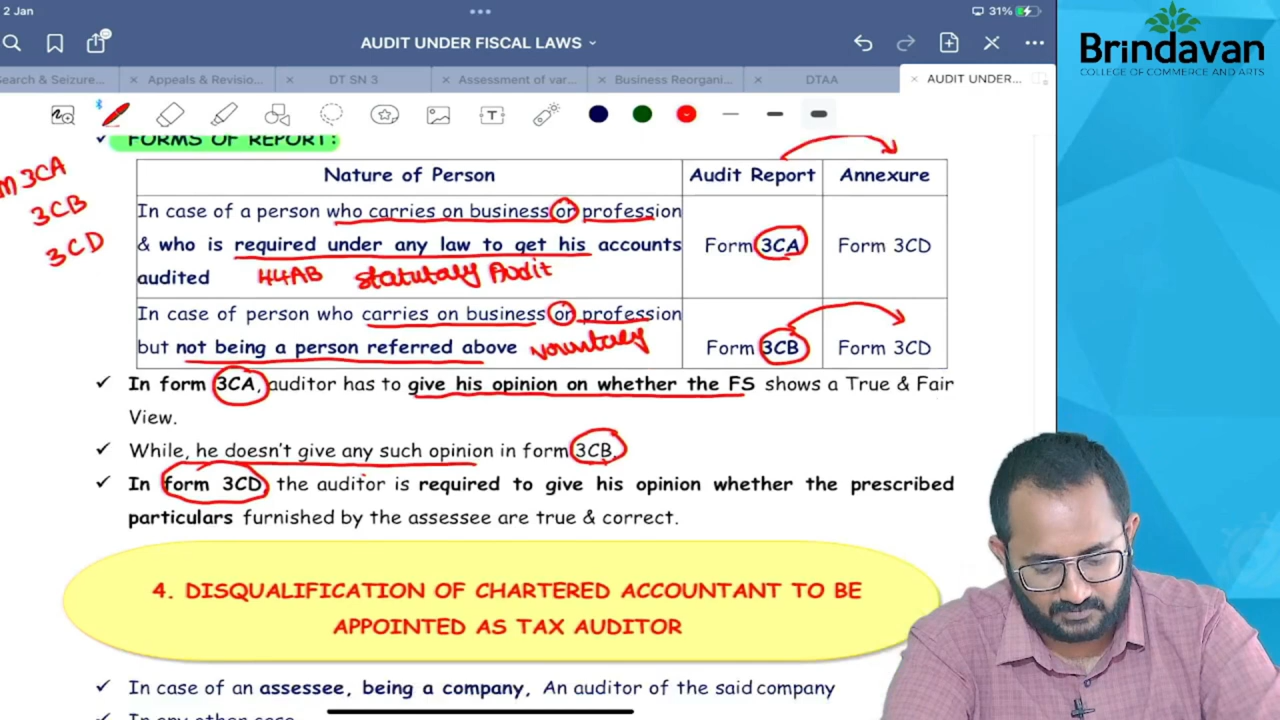 2 Jan
31%
AUDIT UNDER FISCAL LAWS
earch & Seizure...
Appeals & Revisio...
DT SN 3
Assessment of var...
Business Reorgani...
DTAA
AUDIT UNDER...
Brindavan
COLLEGE OF COMMERCE AND ARTS
FORMS OF REPORT:
m 3CA
3CB
3CD
Nature of Person
Audit Report
Annexure
In case of a person who carries on business or profession
& who is required under any law to get his accounts
audited
44AB Statutary Audit
Form 3CA
Form 3CD
In case of person who carries on business or profession
but not being a person referred above
voluntary
Form 3CB
Form 3CD
✓ In form 3CA, auditor has to give his opinion on whether the FS shows a True & Fair
View.
✓ While, he doesn't give any such opinion in form 3CB.
✓ In form 3CD, the auditor is required to give his opinion whether the prescribed
particulars furnished by the assessee are true & correct.
4. DISQUALIFICATION OF CHARTERED ACCOUNTANT TO BE
APPOINTED AS TAX AUDITOR
✓ In case of an assessee, being a company, An auditor of the said company
In any other case